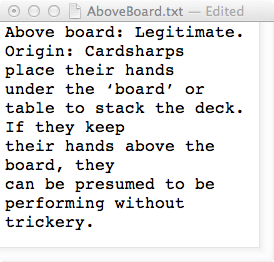 AboveBoard.txt — Edited
Above board: Legitimate.
Origin: Cardsharps
place their hands
under the ‘board’ or
table to stack the deck.
If they keep
their hands above the
board, they
can be presumed to be
performing without
trickery.